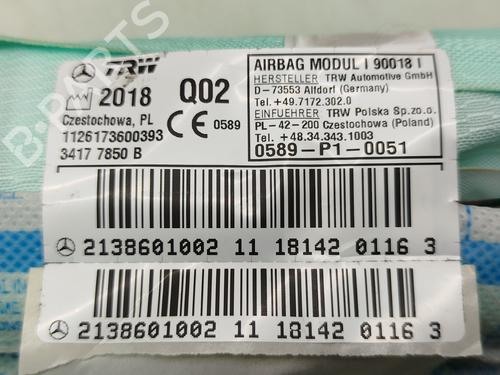 TRW
2018 Q02
Czestochowa, PL
1126173600393
3417 7850 B
CE 0589
AIRBAG MODUL I 90018 I
HERSTELLER TRW Automotive GmbH
D-73553 Alldorf (Germany)
Tel.+49.7172.302.0
EINFUEHRER TRW Polska Sp.zo.o.
PL-42-200 Czestochowa (Poland)
Tel.+48.34.343.1003
0589-P1-0051
2138601002 11 18142 0116 3
2138601002 11 18142 0116 3
B PARTS